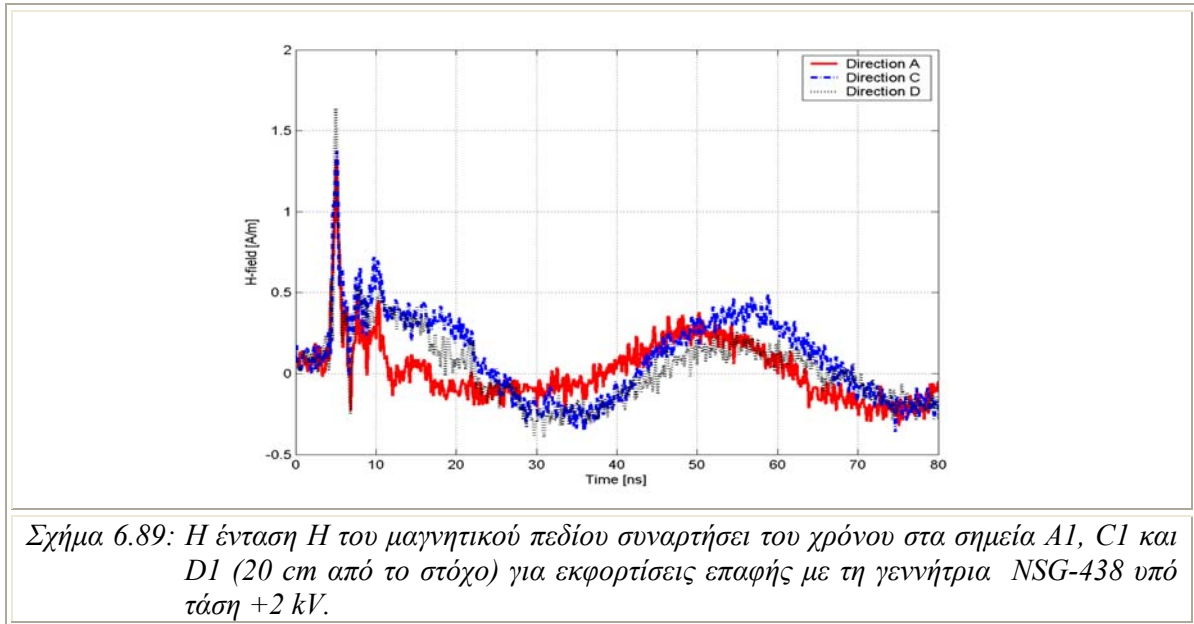 2
1.5
1
0.5
0
-0.5
H-field [A/m]
Direction A
Direction C
Direction D
0 10 20 30 40 50 60 70 80
Time [ns]
Σχήμα 6.89: Η ένταση Η του μαγνητικού πεδίου συναρτήσει του χρόνου στα σημεία Α1, C1 και
D1 (20 cm από το στόχο) για εκφορτίσεις επαφής με τη γεννήτρια NSG-438 υπό
τάση +2 kV.